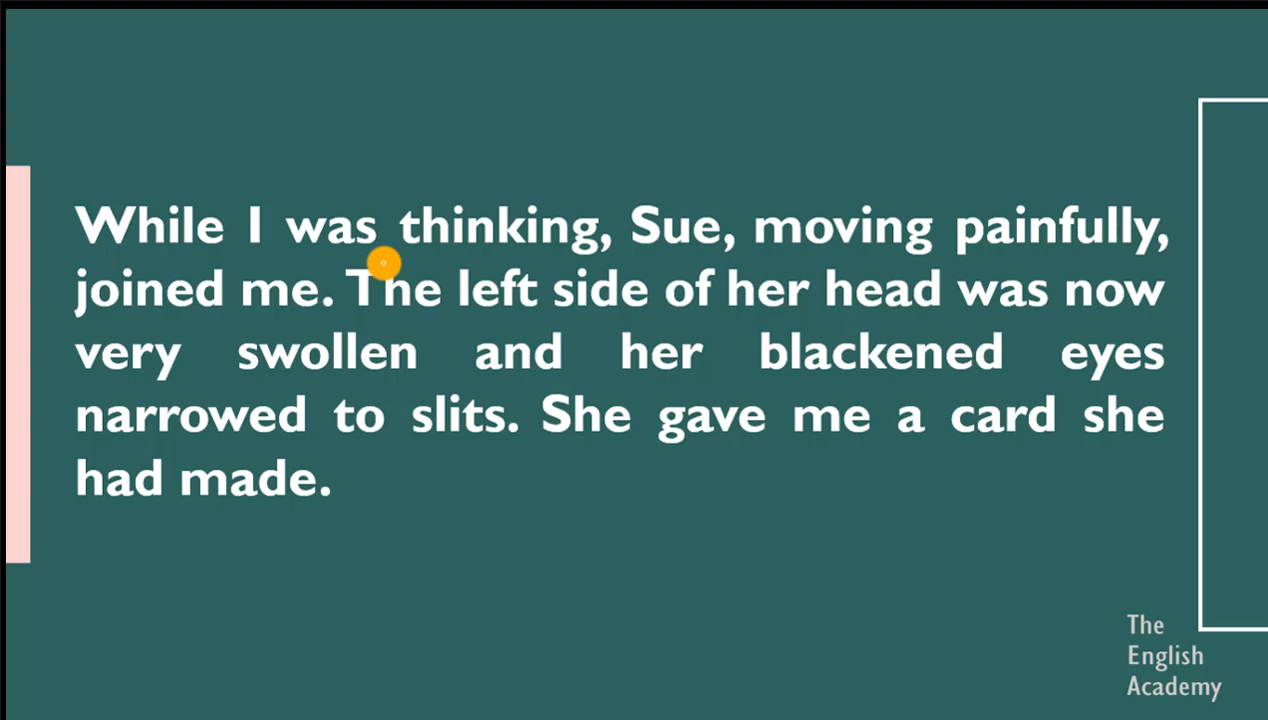 While I was thinking, Sue, moving painfully,
joined me. The left side of her head was now
very swollen and her blackened eyes
narrowed to slits. She gave me a card she
had made.
The
English
Academy